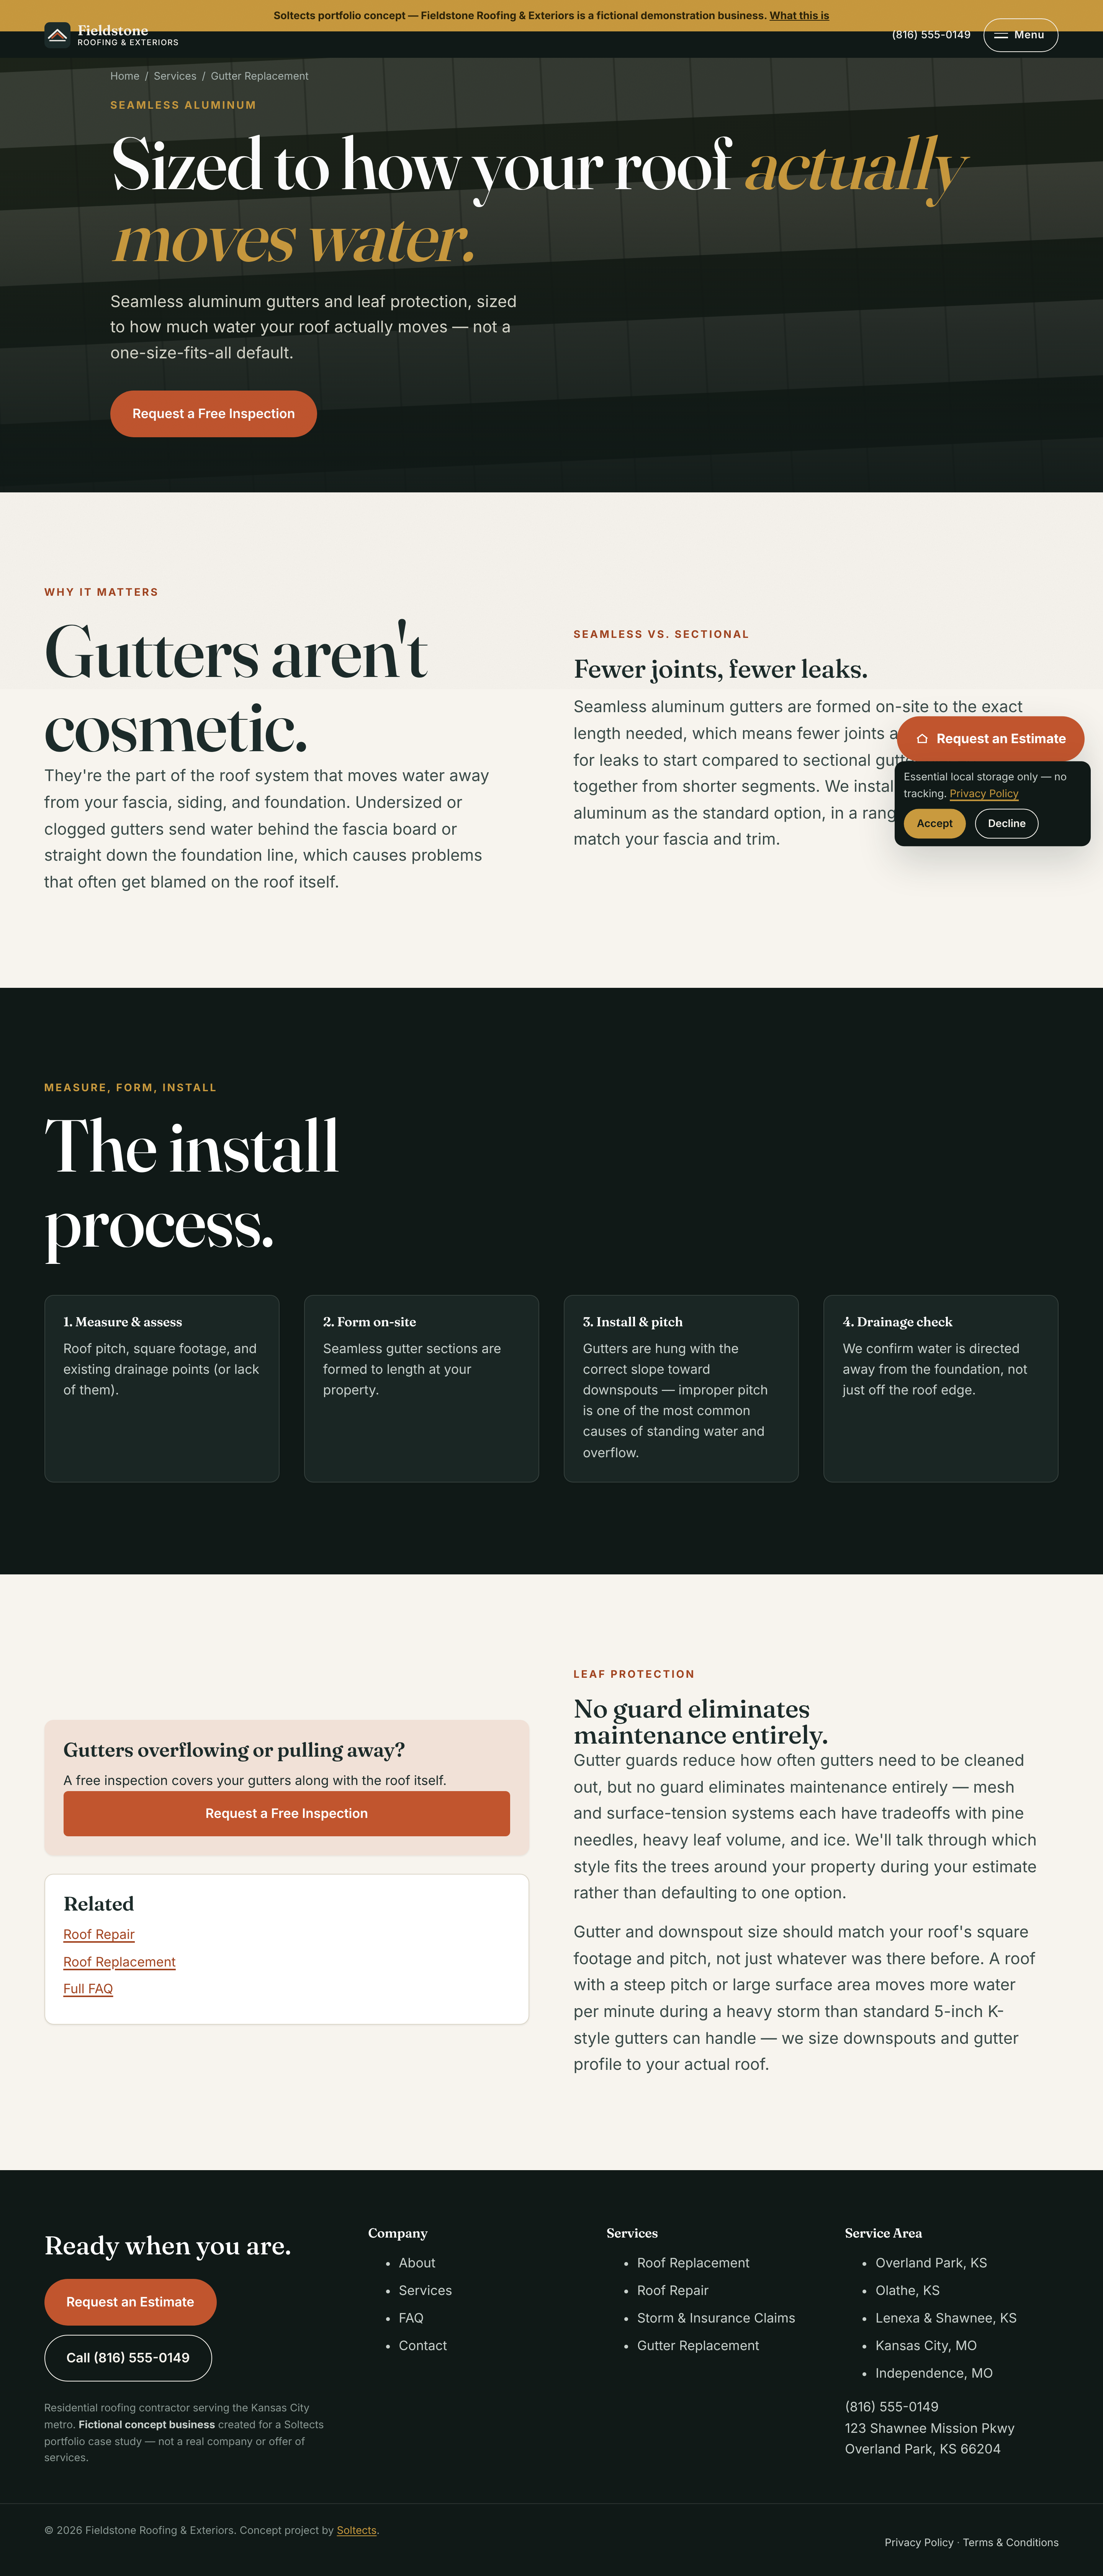 Soltects portfolio concept — Fieldstone Roofing & Exteriors is a fictional demonstration business. What this is
Fieldstone
ROOFING & EXTERIORS
(816) 555-0149
Menu
Home / Services / Gutter Replacement
SEAMLESS ALUMINUM
Sized to how your roof actually
moves water.
Seamless aluminum gutters and leaf protection, sized
to how much water your roof actually moves — not a
one-size-fits-all default.
Request a Free Inspection
WHY IT MATTERS
Gutters aren't
cosmetic.
They're the part of the roof system that moves water away
from your fascia, siding, and foundation. Undersized or
clogged gutters send water behind the fascia board or
straight down the foundation line, which causes problems
that often get blamed on the roof itself.
SEAMLESS VS. SECTIONAL
Fewer joints, fewer leaks.
Seamless aluminum gutters are formed on-site to the exact
length needed, which means fewer joints
for leaks to start compared to sectional
together from shorter segments. We
aluminum as the standard option, in a
match your fascia and trim.
Request an Estimate
Essential local storage only — no
tracking. Privacy Policy
Accept
Decline
MEASURE, FORM, INSTALL
The install
process.
1. Measure & assess
Roof pitch, square footage, and
existing drainage points (or lack
of them).
2. Form on-site
Seamless gutter sections are
formed to length at your
property.
3. Install & pitch
Gutters are hung with the
correct slope toward
downspouts — improper pitch
is one of the most common
causes of standing water and
overflow.
4. Drainage check
We confirm water is directed
away from the foundation, not
just off the roof edge.
Gutters overflowing or pulling away?
A free inspection covers your gutters along with the roof itself.
Request a Free Inspection
Related
Roof Repair
Roof Replacement
Full FAQ
LEAF PROTECTION
No guard eliminates
maintenance entirely.
Gutter guards reduce how often gutters need to be cleaned
out, but no guard eliminates maintenance entirely — mesh
and surface-tension systems each have tradeoffs with pine
needles, heavy leaf volume, and ice. We'll talk through which
style fits the trees around your property during your estimate
rather than defaulting to one option.
Gutter and downspout size should match your roof's square
footage and pitch, not just whatever was there before. A roof
with a steep pitch or large surface area moves more water
per minute during a heavy storm than standard 5-inch K-
style gutters can handle — we size downspouts and gutter
profile to your actual roof.
Ready when you are.
Request an Estimate
Call (816) 555-0149
Residential roofing contractor serving the Kansas City
metro. Fictional concept business created for a Soltects
portfolio case study — not a real company or offer of
services.
Company
• About
• Services
• FAQ
• Contact
Services
• Roof Replacement
• Roof Repair
• Storm & Insurance Claims
• Gutter Replacement
Service Area
• Overland Park, KS
• Olathe, KS
• Lenexa & Shawnee, KS
• Kansas City, MO
• Independence, MO
(816) 555-0149
123 Shawnee Mission Pkwy
Overland Park, KS 66204
© 2026 Fieldstone Roofing & Exteriors. Concept project by Soltects.
Privacy Policy · Terms & Conditions